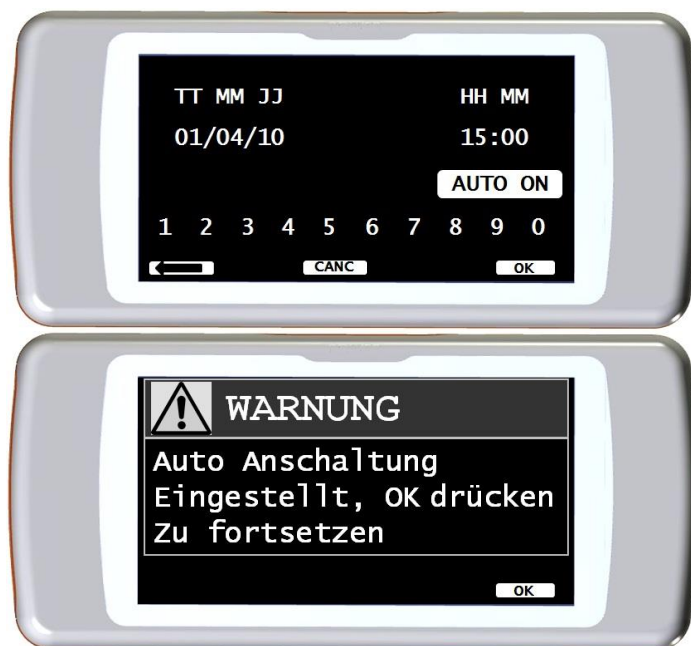 TT MM JJ HH MM
01/04/10 15:00
AUTO ON
1 2 3 4 5 6 7 8 9 0
CANC OK
WARNUNG
Auto Anschaltung
Eingestellt, OK drücken
Zu fortsetzen
OK